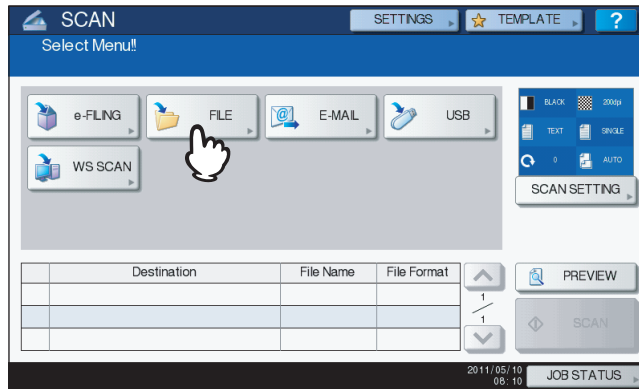 SCAN
SETTINGS
TEMPLATE
?
Select Menu!!
e-FILING
FILE
E-MAIL
USB
WS SCAN
BLACK
200dpi
TEXT
SINGLE
0
AUTO
SCAN SETTING
Destination File Name File Format
1
1
PREVIEW
SCAN
2011/05/10
08:10
JOB STATUS